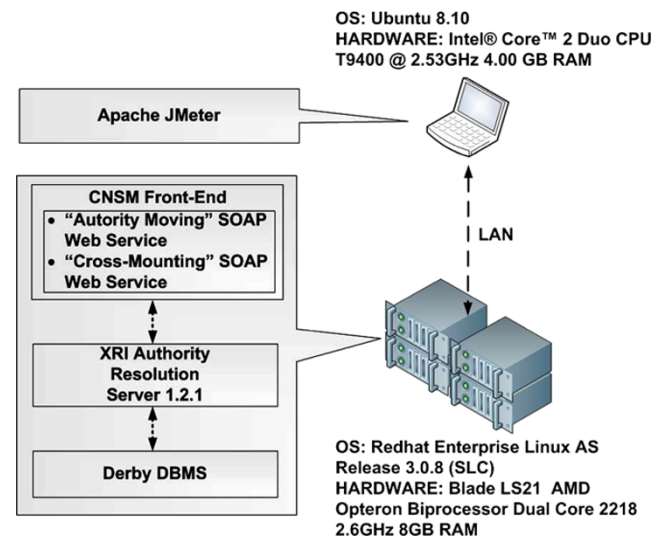 OS: Ubuntu 8.10
HARDWARE: Intel® Core™ 2 Duo CPU
T9400 @ 2.53GHz 4.00 GB RAM
Apache JMeter
LAN
CNSM Front-End
• “Autority Moving” SOAP
Web Service
• “Cross-Mounting” SOAP
Web Service
XRI Authority
Resolution
Server 1.2.1
Derby DBMS
OS: Redhat Enterprise Linux AS
Release 3.0.8 (SLC)
HARDWARE: Blade LS21 AMD
Opteron Biprocessor Dual Core 2218
2.6GHz 8GB RAM